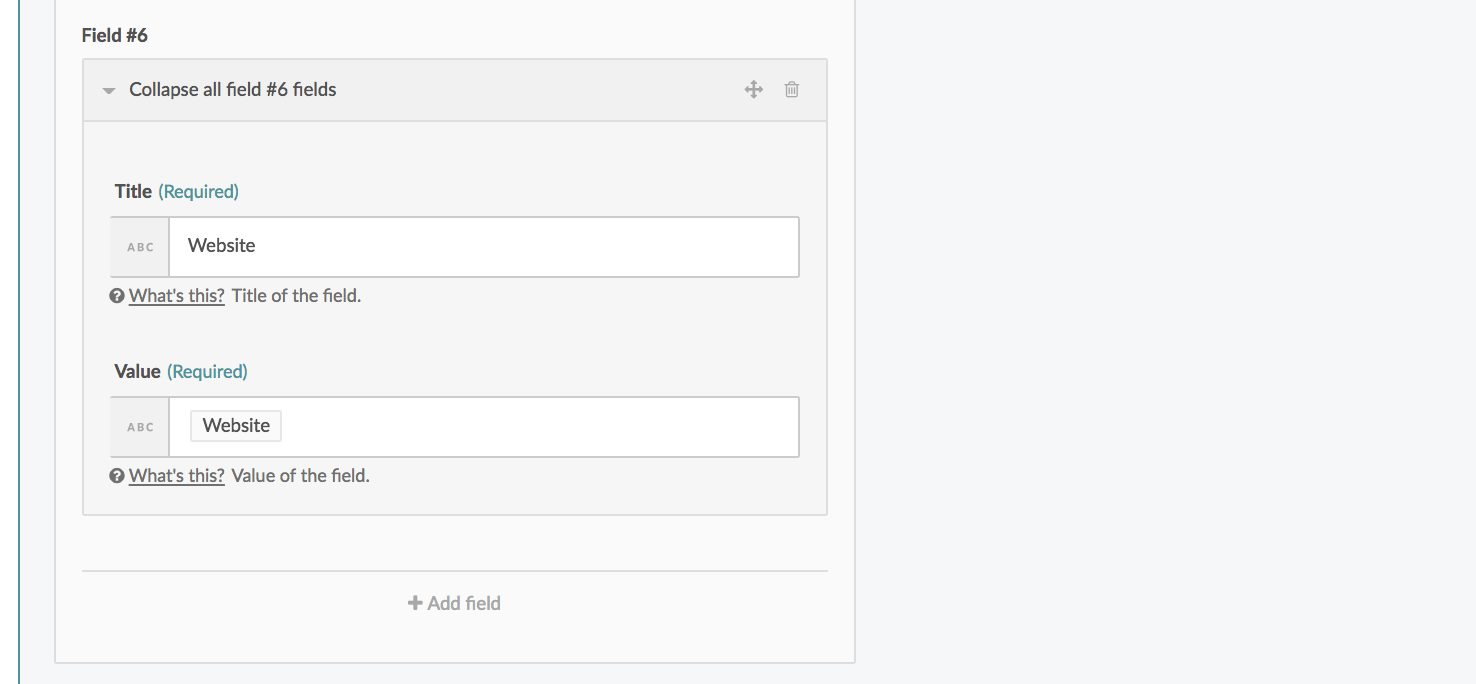 Field #6
Collapse all field #6 fields
Title (Required)
ABC Website
What's this? Title of the field.
Value (Required)
ABC Website
What's this? Value of the field.
Add field